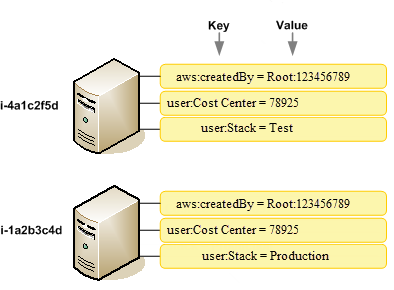 Key Value
aws:createdBy = Root:123456789
i-4a1c2f5d user:Cost Center = 78925
user:Stack = Test
aws:createdBy = Root:123456789
i-1a2b3c4d user:Cost Center = 78925
user:Stack = Production